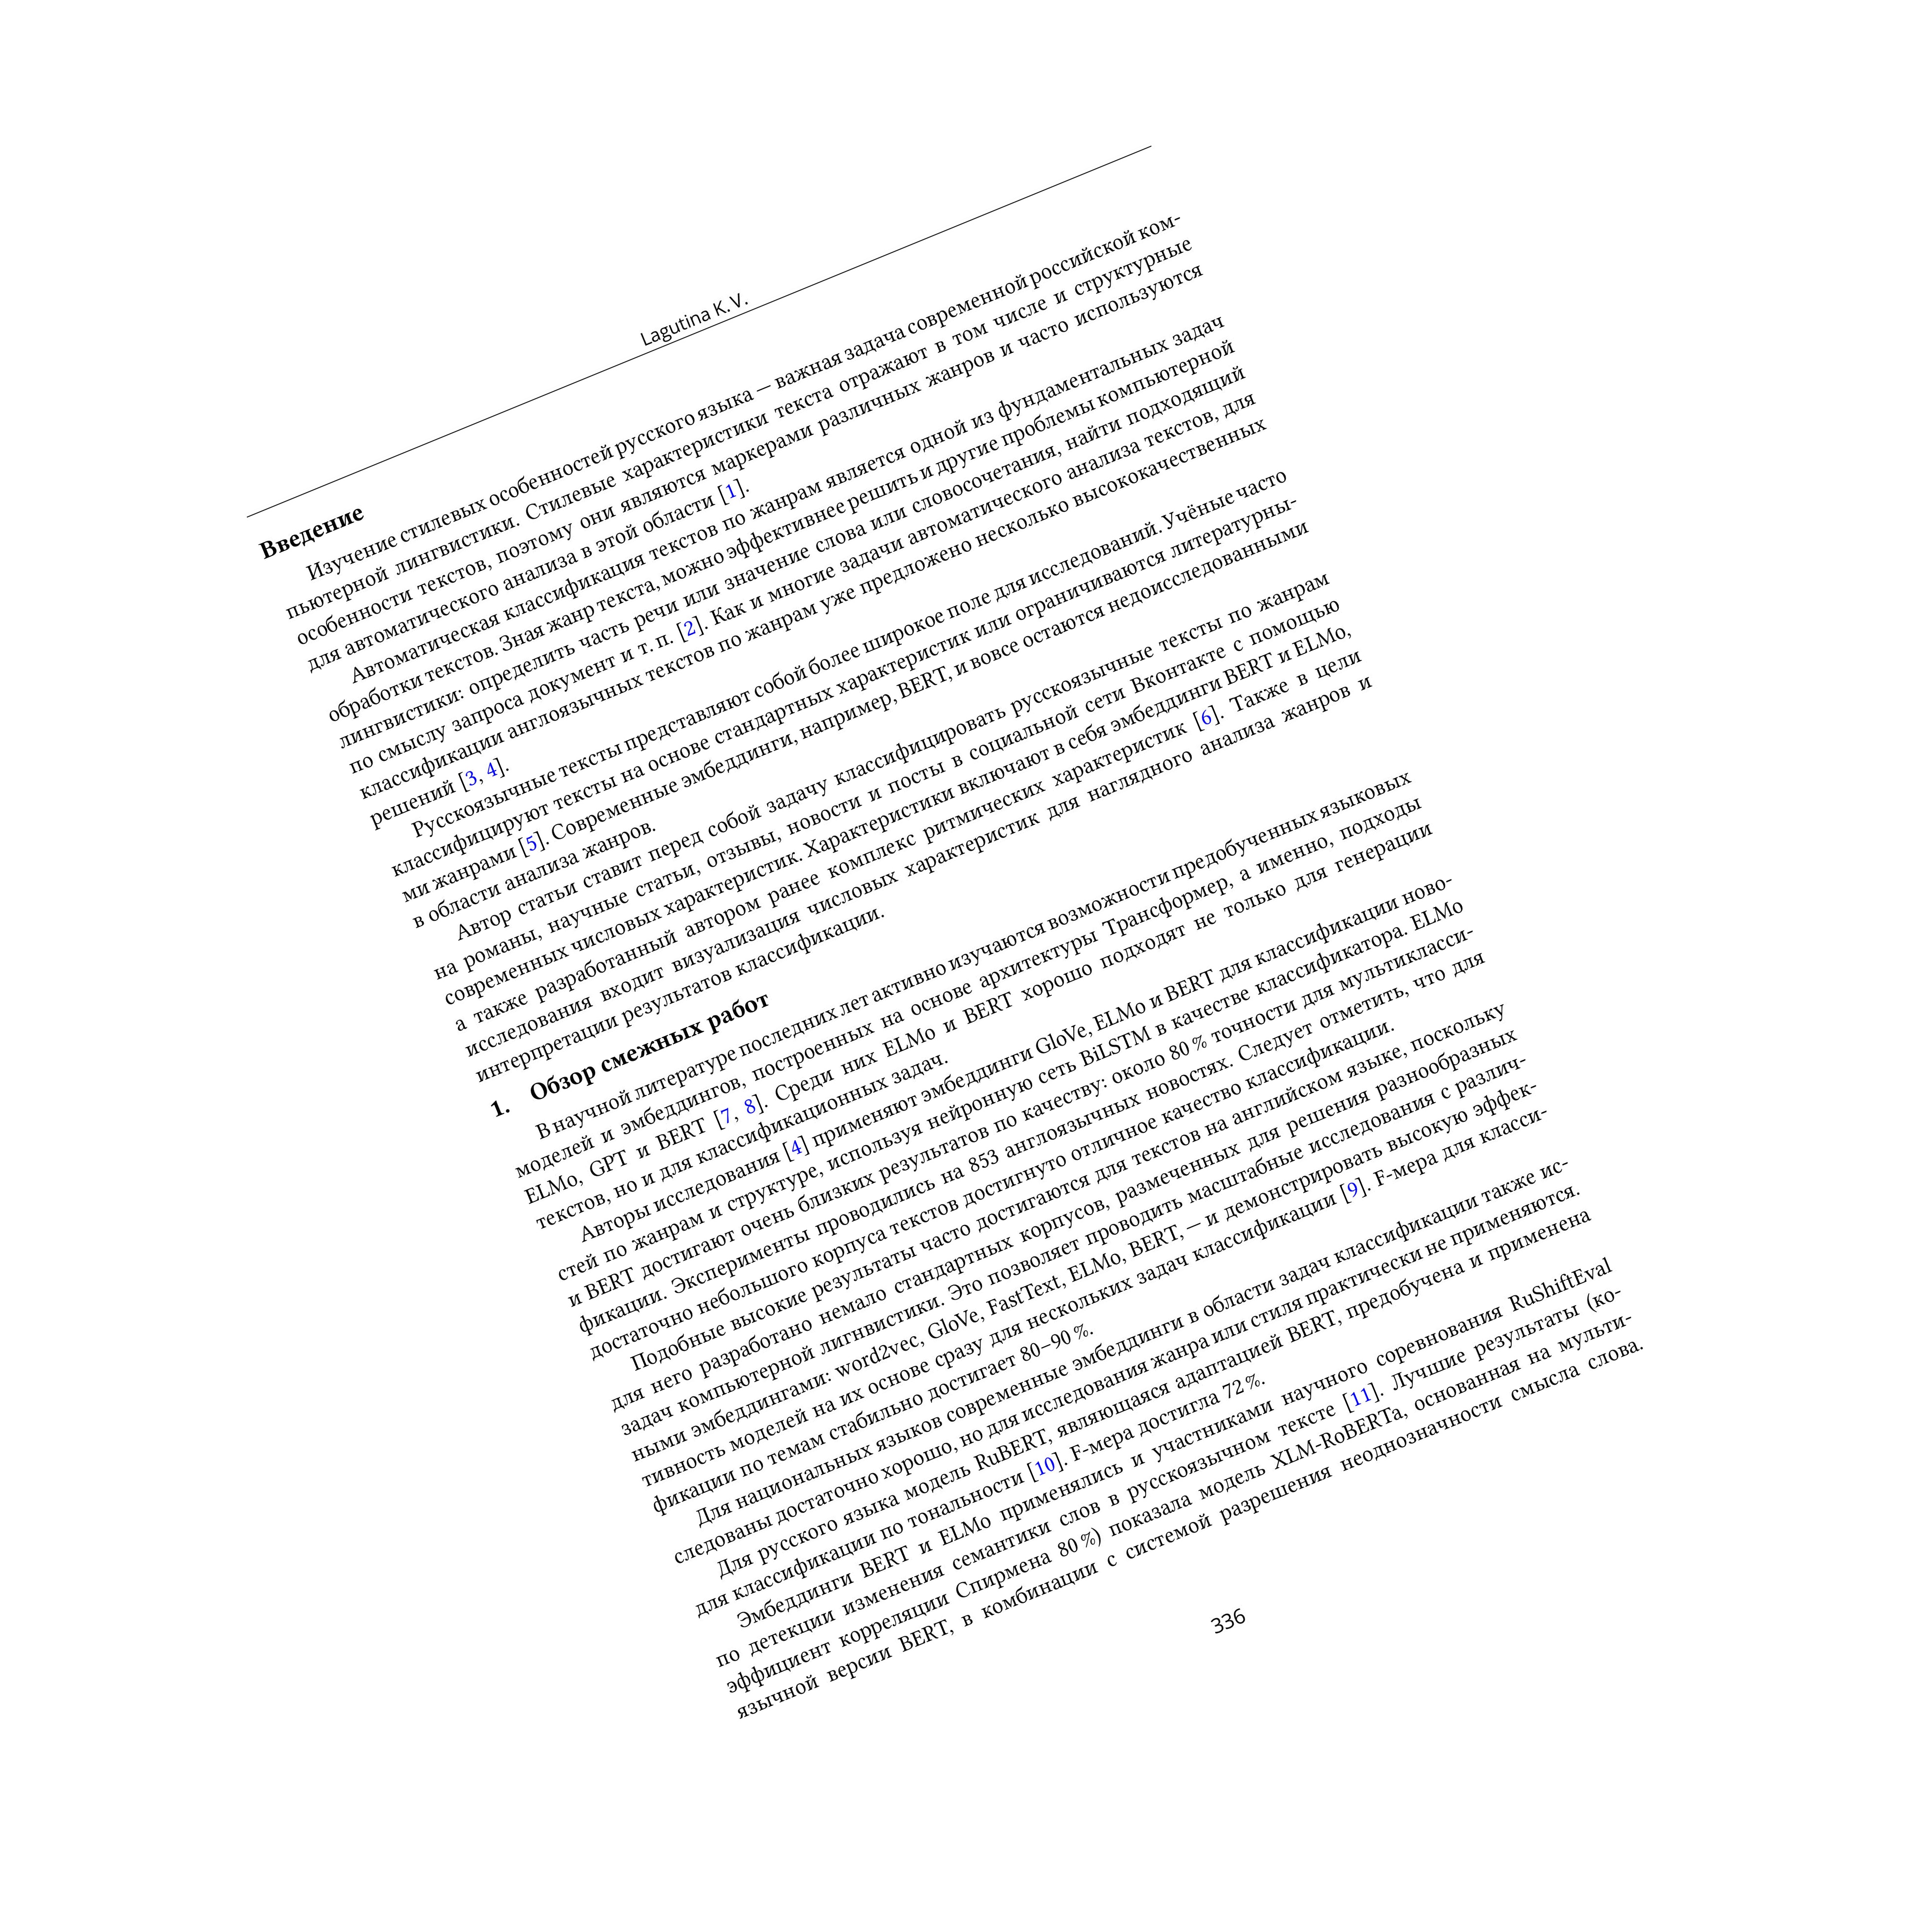 Lagutina K. V.
Введение
Изучение стилевых особенностей русского языка — важная задача современной российской ком-
пьютерной лингвистики. Стилевые характеристики текста отражают в том числе и структурные
особенности текстов, поэтому они являются маркерами различных жанров и часто используются
для автоматического анализа в этой области [1].
Автоматическая классификация текстов по жанрам является одной из фундаментальных задач
обработки текстов. Зная жанр текста, можно эффективнее решить и другие проблемы компьютерной
лингвистики: определить часть речи или значение слова или словосочетания, найти подходящий
по смыслу запроса документ и т. п. [2]. Как и многие задачи автоматического анализа текстов, для
классификации англоязычных текстов по жанрам уже предложено несколько высококачественных
решений [3, 4].
Русскоязычные тексты представляют собой более широкое поле для исследований. Учёные часто
классифицируют тексты на основе стандартных характеристик или ограничиваются литературны-
ми жанрами [5]. Современные эмбеддинги, например, BERT, и вовсе остаются недоисследованными
в области анализа жанров.
Автор статьи ставит перед собой задачу классифицировать русскоязычные тексты по жанрам
на романы, научные статьи, отзывы, новости и посты в социальной сети Вконтакте с помощью
современных числовых характеристик. Характеристики включают в себя эмбеддинги BERT и ELMo,
а также разработанный автором ранее комплекс ритмических характеристик [6]. Также в цели
исследования входит визуализация числовых характеристик для наглядного анализа жанров и
интерпретации результатов классификации.
1. Обзор смежных работ
В научной литературе последних лет активно изучаются возможности предобученных языковых
моделей и эмбеддингов, построенных на основе архитектуры Трансформер, а именно, подходы
ELMo, GPT и BERT [7, 8]. Среди них ELMo и BERT хорошо подходят не только для генерации
текстов, но и для классификационных задач.
Авторы исследования [4] применяют эмбеддинги GloVe, ELMo и BERT для классификации ново-
стей по жанрам и структуре, используя нейронную сеть BiLSTM в качестве классификатора. ELMo
и BERT достигают очень близких результатов по качеству: около 80 % точности для мультикласси-
фикации. Эксперименты проводились на 853 англоязычных новостях. Следует отметить, что для
достаточно небольшого корпуса текстов достигнуто отличное качество классификации.
Подобные высокие результаты часто достигаются для текстов на английском языке, поскольку
для него разработано немало стандартных корпусов, размеченных для решения разнообразных
задач компьютерной лигнвистики. Это позволяет проводить масштабные исследования с различ-
ными эмбеддингами: word2vec, GloVe, FastText, ELMo, BERT, — и демонстрировать высокую эффек-
тивность моделей на их основе сразу для нескольких задач классификации [9]. F-мера для класси-
фикации по темам стабильно достигает 80–90 %.
Для национальных языков современные эмбеддинги в области задач классификации также ис-
следованы достаточно хорошо, но для исследования жанра или стиля практически не применяются.
Для русского языка модель RuBERT, являющаяся адаптацией BERT, предобучена и применена
для классификации по тональности [10]. F-мера достигла 72 %.
Эмбеддинги BERT и ELMo применялись и участниками научного соревнования RuShiftEval
по детекции изменения семантики слов в русскоязычном тексте [11]. Лучшие результаты (ко-
эффициент корреляции Спирмена 80 %) показала модель XLM-RoBERTa, основанная на мульти-
язычной версии BERT, в комбинации с системой разрешения неоднозначности смысла слова.
336